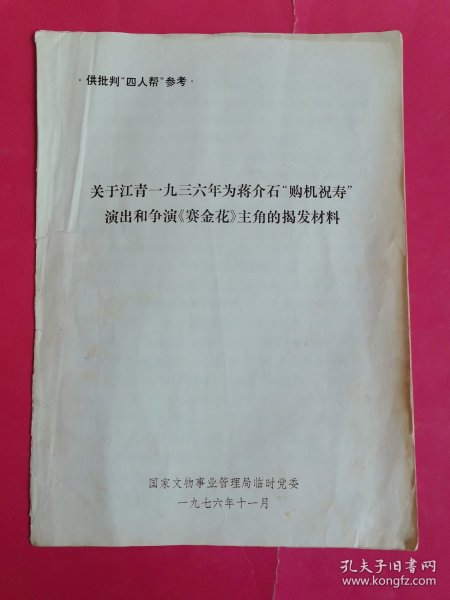 ·供批判“四人帮”参考·
关于江青一九三六年为蒋介石“购机祝寿”
演出和争演《赛金花》主角的揭发材料
国家文物事业管理局临时党委
一九七六年十一月
孔夫子旧书网
www.kongfz.com